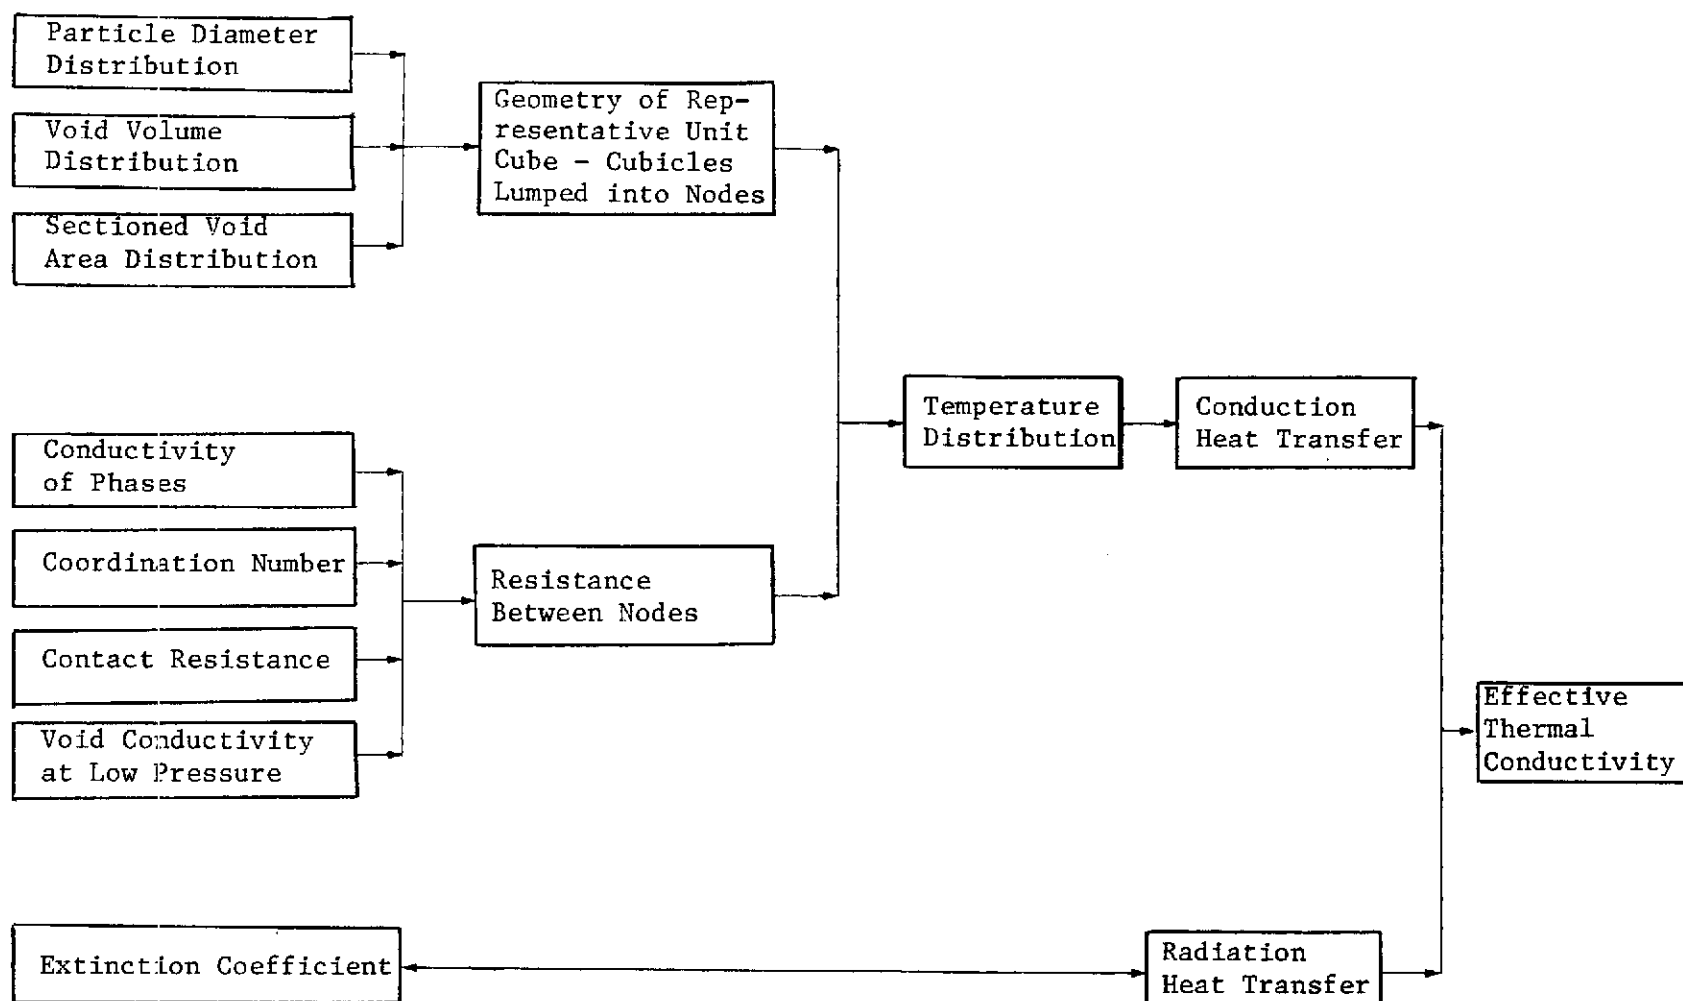 Particle Diameter
Distribution
Void Volume
Distribution
Sectioned Void
Area Distribution
Geometry of Rep-
resentative Unit
Cube - Cubicles
Lumped into Nodes
Conductivity
of Phases
Coordination Number
Contact Resistance
Void Conductivity
at Low Pressure
Resistance
Between Nodes
Temperature
Distribution
Conduction
Heat Transfer
Effective
Thermal
Conductivity
Extinction Coefficient
Radiation
Heat Transfer